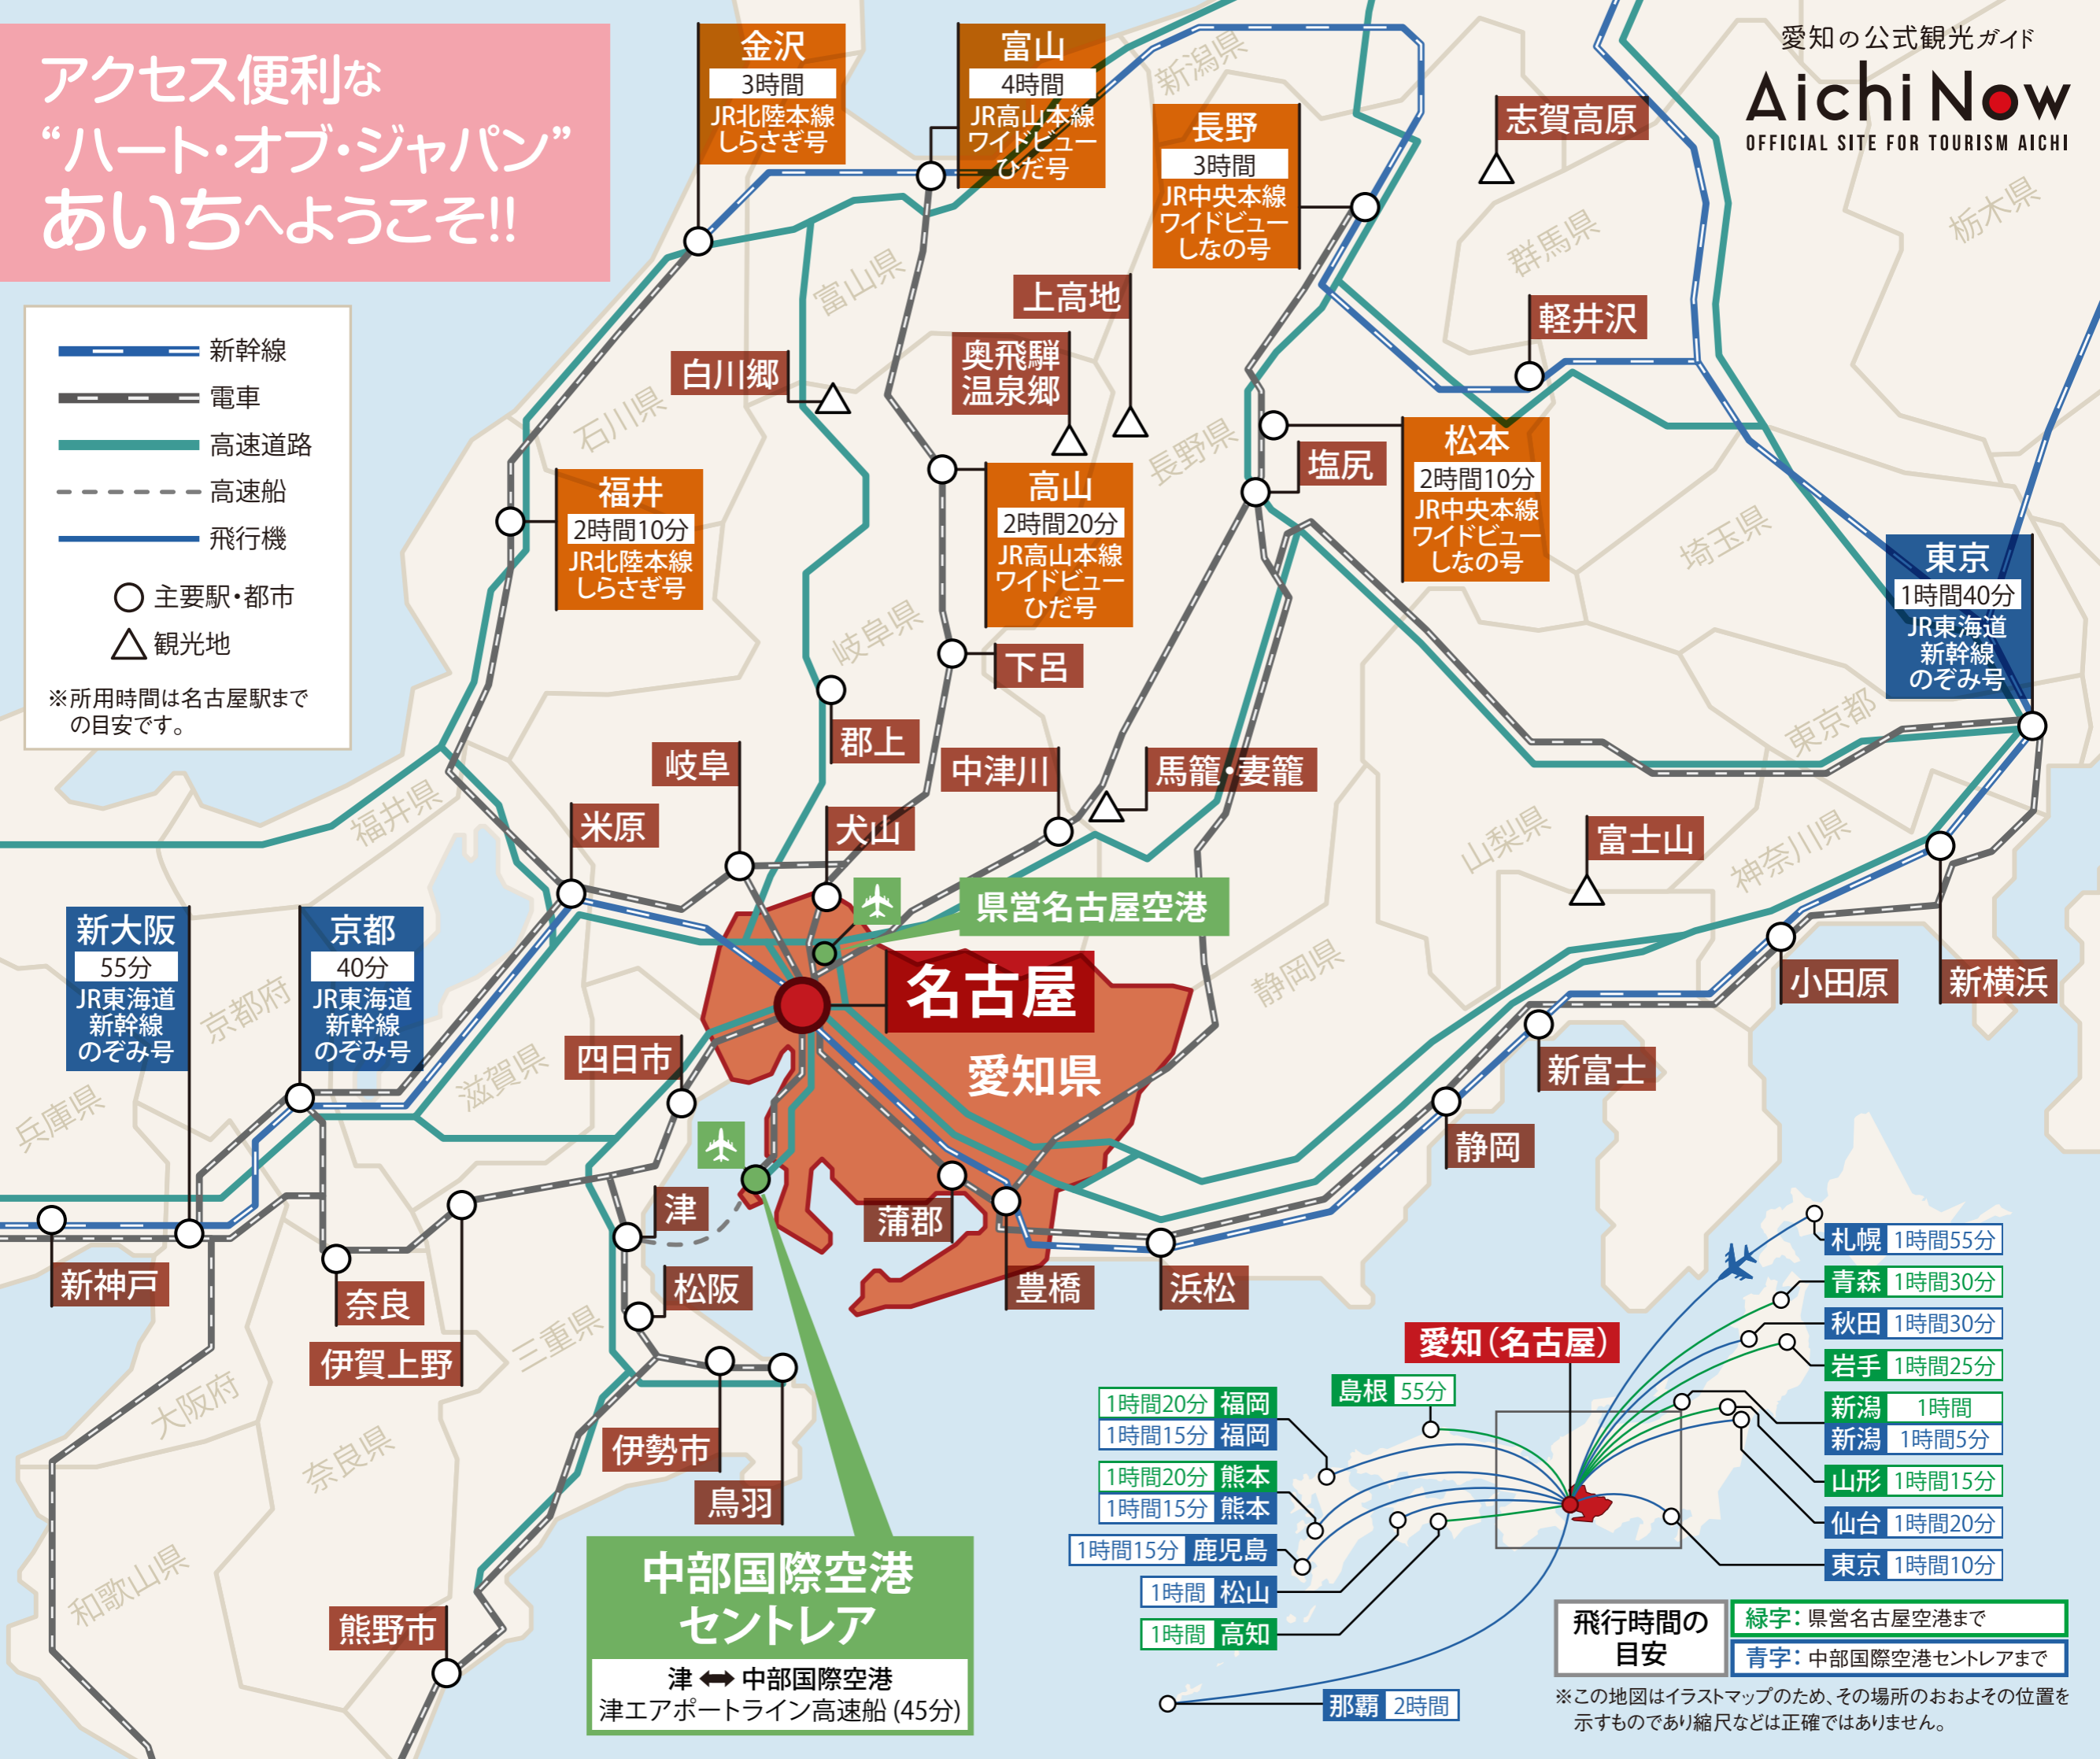 アクセス便利な
“ハート・オブ・ジャパン”
あいちへようこそ!!
愛知の公式観光ガイド
Aichi Now
OFFICIAL SITE FOR TOURISM AICHI
新幹線
電車
高速道路
高速船
飛行機
主要駅・都市
観光地
※所用時間は名古屋駅まで
の目安です。
金沢
3時間
JR北陸本線
しらさぎ号
富山
4時間
JR高山本線
ワイドビュー
ひだ号
長野
3時間
JR中央本線
ワイドビュー
しなの号
志賀高原
新潟県
群馬県
栃木県
富山県
上高地
軽井沢
白川郷
奥飛騨
温泉郷
石川県
長野県
福井
2時間10分
JR北陸本線
しらさぎ号
高山
2時間20分
JR高山本線
ワイドビュー
ひだ号
塩尻
松本
2時間10分
JR中央本線
ワイドビュー
しなの号
埼玉県
東京
1時間40分
JR東海道
新幹線
のぞみ号
岐阜県
下呂
郡上
東京都
岐阜
中津川
馬籠・妻籠
福井県
米原
犬山
山梨県
富士山
神奈川県
新大阪
55分
JR東海道
新幹線
のぞみ号
京都
40分
JR東海道
新幹線
のぞみ号
県営名古屋空港
名古屋
愛知県
静岡県
小田原
新横浜
京都府
四日市
滋賀県
新富士
兵庫県
静岡
津
蒲郡
新神戸
奈良
松阪
豊橋
浜松
伊賀上野
三重県
大阪府
奈良県
伊勢市
鳥羽
和歌山県
熊野市
中部国際空港
セントレア
津 ⬌ 中部国際空港
津エアポートライン高速船 (45分)
愛知(名古屋)
島根 55分
1時間20分 福岡
1時間15分 福岡
1時間20分 熊本
1時間15分 熊本
1時間15分 鹿児島
1時間 松山
1時間 高知
那覇 2時間
札幌 1時間55分
青森 1時間30分
秋田 1時間30分
岩手 1時間25分
新潟 1時間
新潟 1時間5分
山形 1時間15分
仙台 1時間20分
東京 1時間10分
飛行時間の
目安
緑字：県営名古屋空港まで
青字：中部国際空港セントレアまで
※この地図はイラストマップのため、その場所のおおよその位置を
示すものであり縮尺などは正確ではありません。